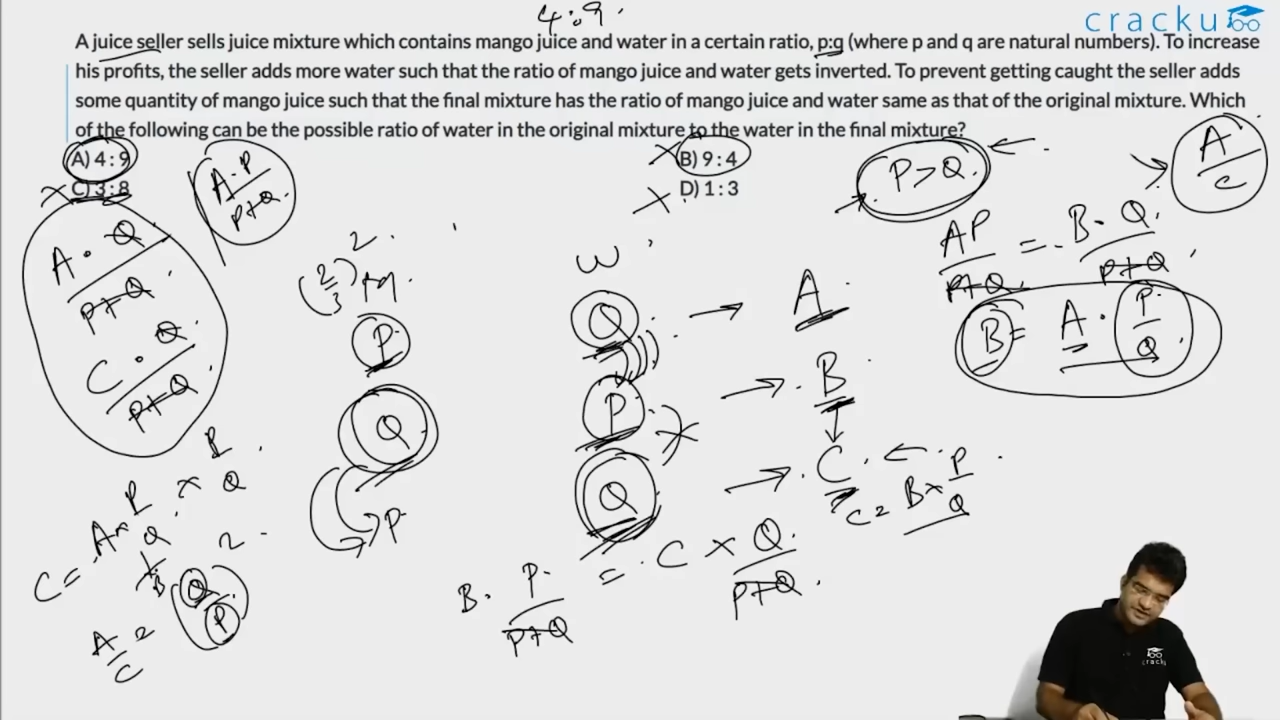 4:9.
cracku
A juice seller sells juice mixture which contains mango juice and water in a certain ratio, p:q (where p and q are natural numbers). To increase
his profits, the seller adds more water such that the ratio of mango juice and water gets inverted. To prevent getting caught the seller adds
some quantity of mango juice such that the final mixture has the ratio of mango juice and water same as that of the original mixture. Which
of the following can be the possible ratio of water in the original mixture to the water in the final mixture?
A) 4:9
B) 9:4
C) 3:8
D) 1:3
A.P
P+Q.
P>Q.
A
C
A. Q
P+Q.
C. Q.
P+Q.
2.
W
P.
Q.
→ A.
Q
P.
→ B
Q
→ C.
P.
AP
P+Q
= B. Q.
P+Q.
B = A. P.
Q.
C = B x P
Q
B. P.
P+Q
= C x Q.
P+Q.
P.
Q
A
C
Q
P
cracku